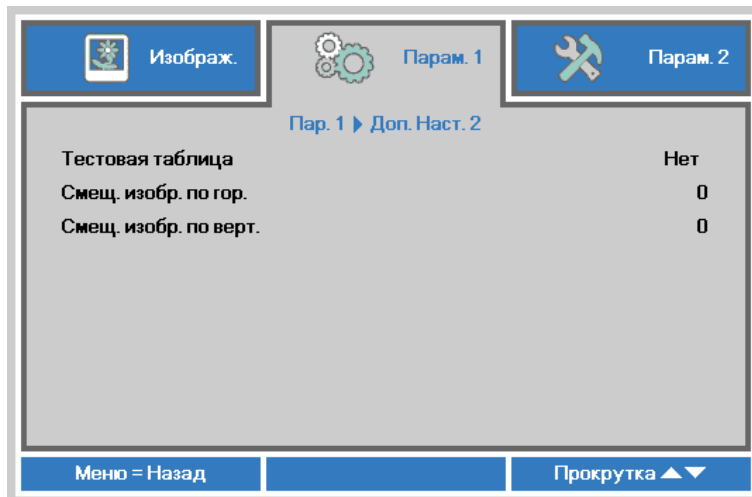 Изображ. Парам. 1 Парам. 2
Пар. 1 ▶ Доп. Наст. 2
Тестовая таблица Нет
Смещ. изобр. по гор. 0
Смещ. изобр. по верт. 0
Меню = Назад Прокрутка ▲▼